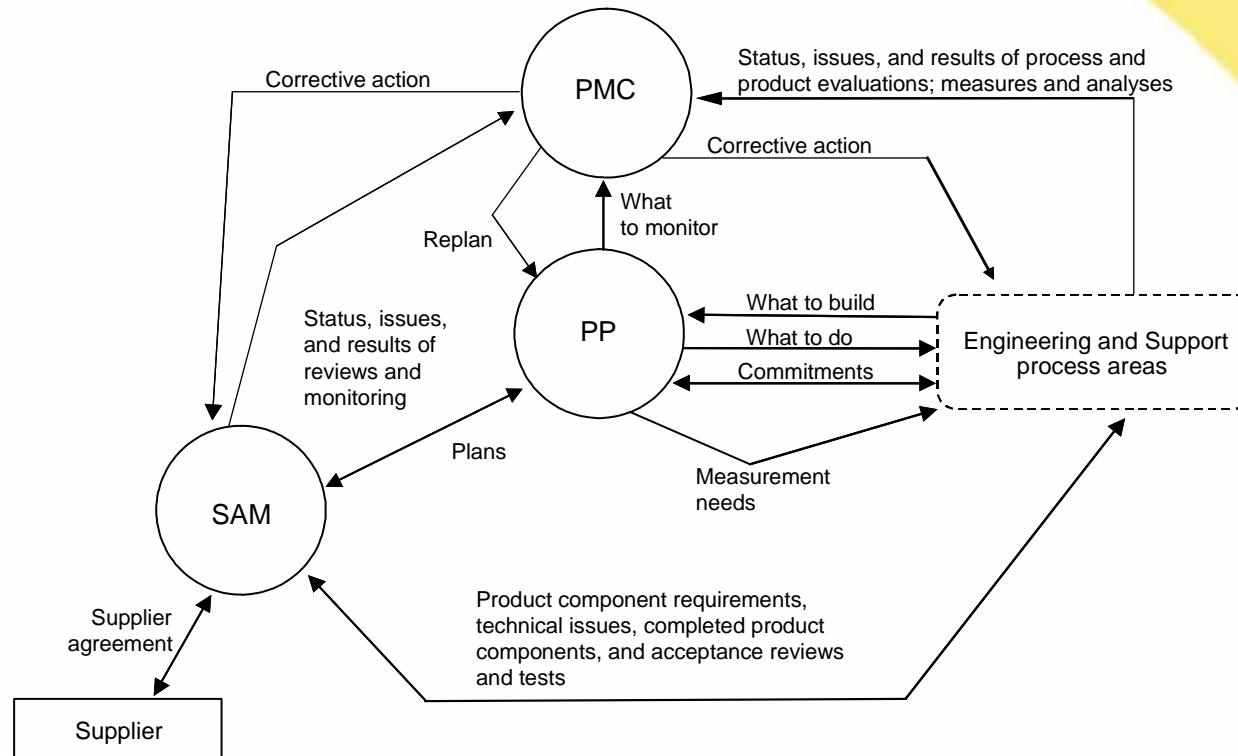 PMC
Status, issues, and results of process and
product evaluations; measures and analyses
Corrective action
Corrective action
What
to monitor
Replan
PP
What to build
What to do
Commitments
Engineering and Support
process areas
Status, issues,
and results of
reviews and
monitoring
Plans
Measurement
needs
SAM
Product component requirements,
technical issues, completed product
components, and acceptance reviews
and tests
Supplier
agreement
Supplier